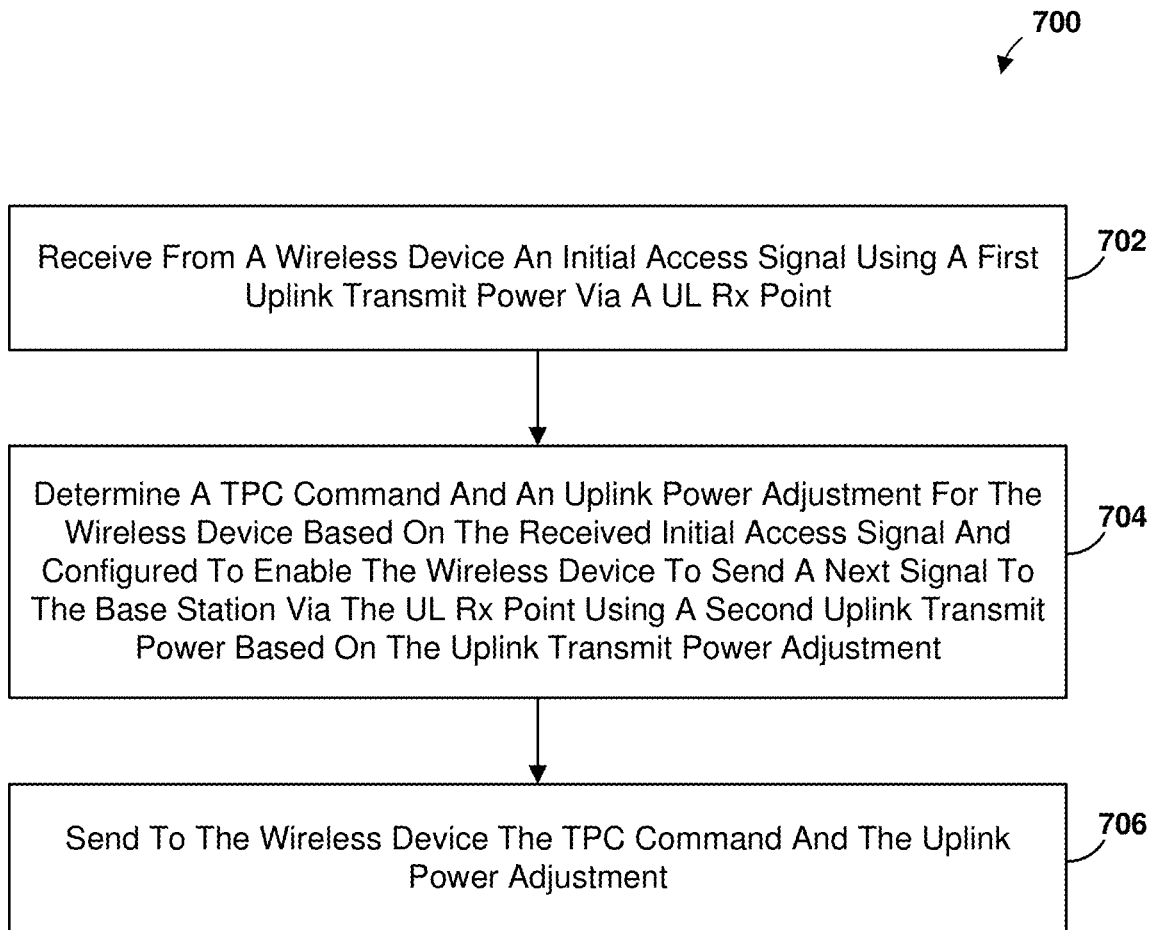 700
Receive From A Wireless Device An Initial Access Signal Using A First
Uplink Transmit Power Via A UL Rx Point
702
Determine A TPC Command And An Uplink Power Adjustment For The
Wireless Device Based On The Received Initial Access Signal And
Configured To Enable The Wireless Device To Send A Next Signal To
The Base Station Via The UL Rx Point Using A Second Uplink Transmit
Power Based On The Uplink Transmit Power Adjustment
704
Send To The Wireless Device The TPC Command And The Uplink
Power Adjustment
706